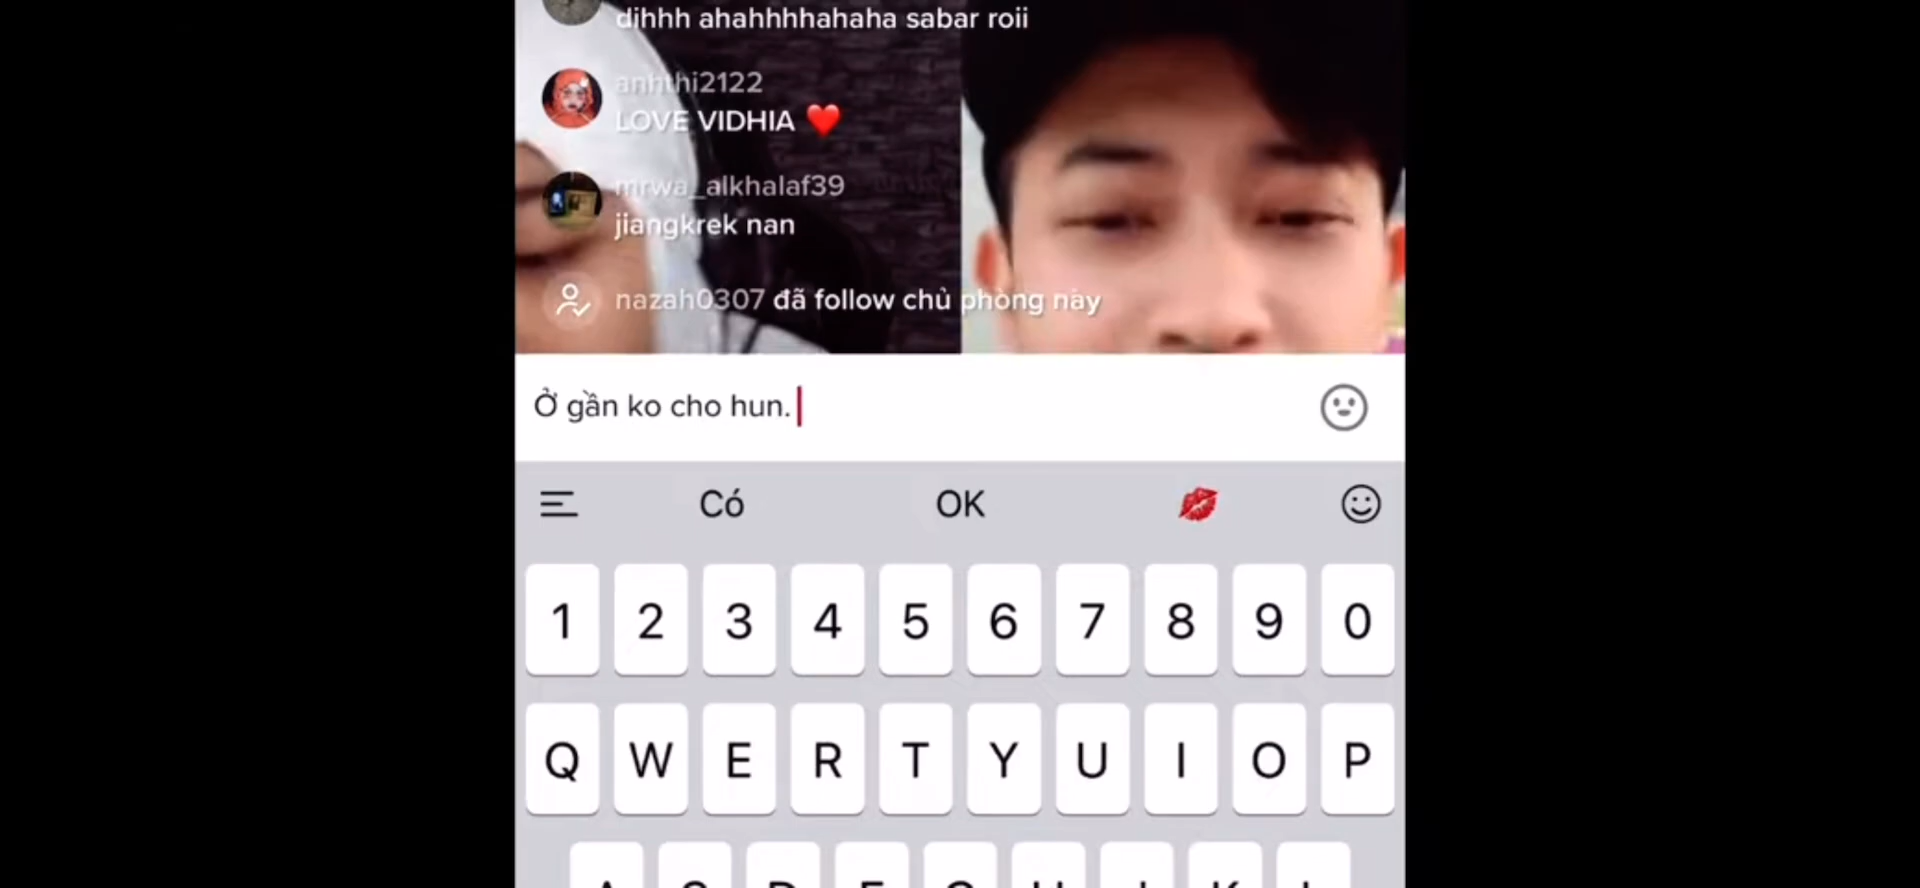 dihhh ahahhhhahaha sabar roii
anhthi2122
LOVE VIDHIA ❤️
mrwa_alkhalaf39
jiangkrek nan
nazah0307 đã follow chủ phòng này
Ở gần ko cho hun.
Có OK 💋
1 2 3 4 5 6 7 8 9 0
Q W E R T Y U I O P
A S D F G H J K L